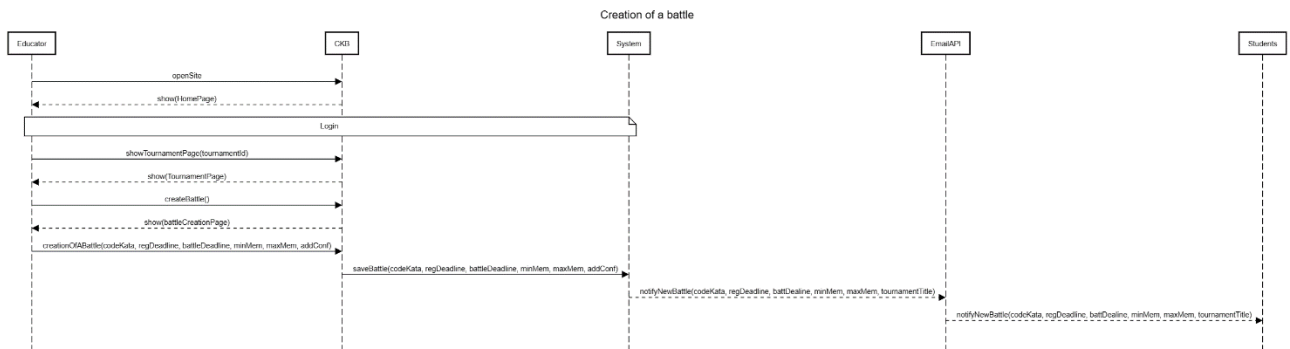 Creation of a battle
Educator
CKB
System
EmailAPI
Students
openSite
show(HomePage)
Login
showTournamentPage(tournamentId)
show(TournamentPage)
createBattle()
show(battleCreationPage)
creationOfABattle(codeKata, regDeadline, battleDeadline, minMem, maxMem, addConf)
saveBattle(codeKata, regDeadline, battleDeadline, minMem, maxMem, addConf)
notifyNewBattle(codeKata, regDeadline, battDealine, minMem, maxMem, tournamentTitle)
notifyNewBattle(codeKata, regDeadline, battDealine, minMem, maxMem, tournamentTitle)